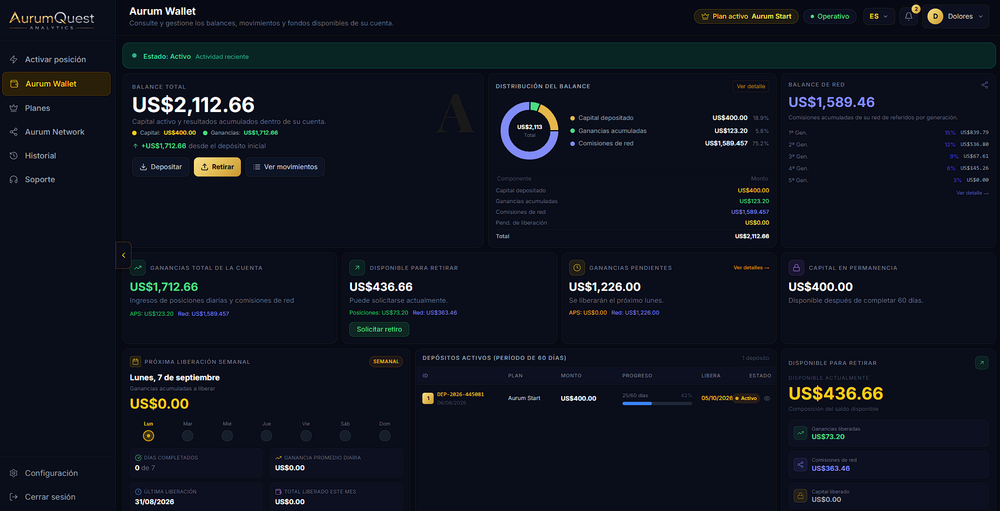 AurumQuest
ANALYTICS
Activar posición
Aurum Wallet
Planes
Aurum Network
Historial
Soporte
Configuración
Cerrar sesión
Aurum Wallet
Consulte y gestione los balances, movimientos y fondos disponibles de su cuenta.
Plan activo Aurum Start
Operativo
ES
2
D Dolores
Estado: Activo Actividad reciente
BALANCE TOTAL
US$2,112.66
Capital activo y resultados acumulados dentro de su cuenta.
Capital: US$400.00 Ganancias: US$1,712.66
↑ +US$1,712.66 desde el depósito inicial
Depositar
Retirar
Ver movimientos
A
DISTRIBUCIÓN DEL BALANCE
Ver detalle
US$2,113
Total
Capital depositado US$400.00 18.9%
Ganancias acumuladas US$123.20 5.8%
Comisiones de red US$1,589.457 75.2%
Componente Monto
Capital depositado US$400.00
Ganancias acumuladas US$123.20
Comisiones de red US$1,589.457
Pend. de liberación US$0.00
Total US$2,112.66
BALANCE DE RED
US$1,589.46
Comisiones acumuladas de su red de referidos por generación.
1ª Gen. 15% US$839.79
2ª Gen. 12% US$536.80
3ª Gen. 9% US$67.61
4ª Gen. 6% US$145.26
5ª Gen. 3% US$0.00
Ver detalle →
GANANCIAS TOTAL DE LA CUENTA
US$1,712.66
Ingresos de posiciones diarias y comisiones de red
APS: US$123.20 Red: US$1,589.457
DISPONIBLE PARA RETIRAR
US$436.66
Puede solicitarse actualmente.
Posiciones: US$73.20 Red: US$363.46
Solicitar retiro
GANANCIAS PENDIENTES
Ver detalles →
US$1,226.00
Se liberarán el próximo lunes.
APS: US$0.00 Red: US$1,226.00
CAPITAL EN PERMANENCIA
US$400.00
Disponible después de completar 60 días.
PRÓXIMA LIBERACIÓN SEMANAL
SEMANAL
Lunes, 7 de septiembre
Ganancias acumuladas a liberar
US$0.00
Lun Mar Mié Jue Vie Sáb Dom
DÍAS COMPLETADOS
0 de 7
GANANCIA PROMEDIO DIARIA
US$0.00
ÚLTIMA LIBERACIÓN
31/08/2026
TOTAL LIBERADO ESTE MES
US$0.00
DEPÓSITOS ACTIVOS (PERÍODO DE 60 DÍAS)
1 depósito
ID PLAN MONTO PROGRESO LIBERA ESTADO
1
DEP-2026-445081
06/08/2026
Aurum Start
US$400.00
25/60 días 42%
05/10/2026
Activo
DISPONIBLE PARA RETIRAR
DISPONIBLE ACTUALMENTE
US$436.66
Composición del saldo disponible
Ganancias liberadas
US$73.20
Comisiones de red
US$363.46
Capital liberado
US$0.00